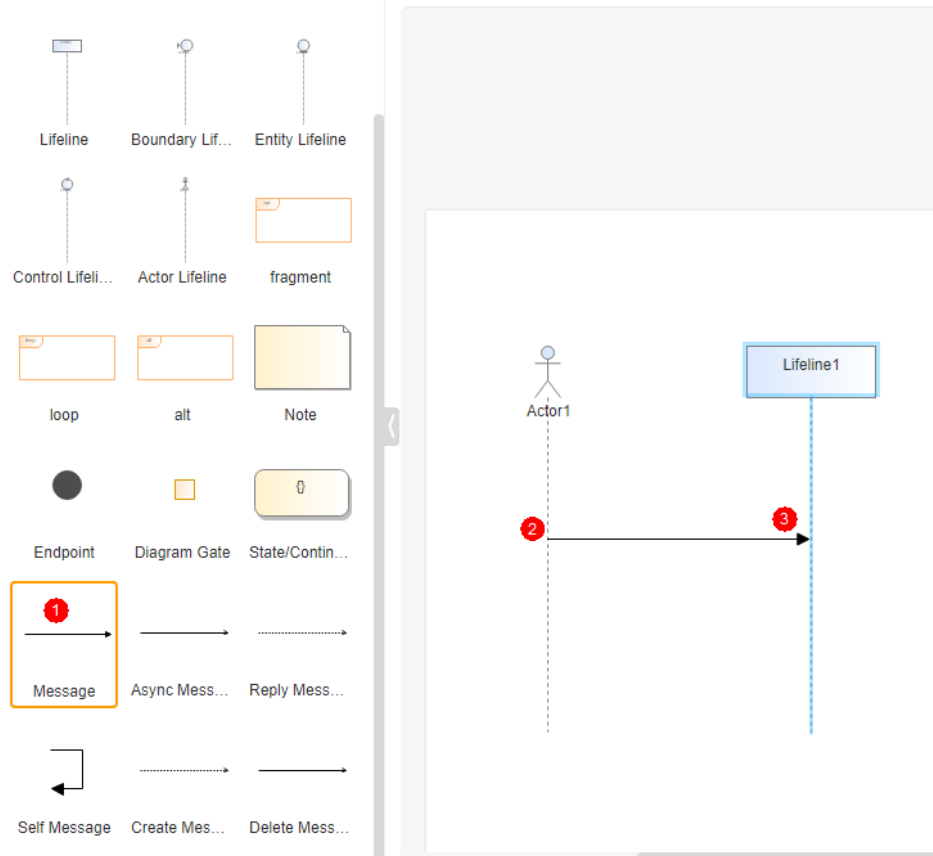 Lifeline
Boundary Lif...
Entity Lifeline
Control Lifeli...
Actor Lifeline
fragment
loop
alt
Note
{}
Endpoint
Diagram Gate
State/Contin...
1
Message
Async Mess...
Reply Mess...
Self Message
Create Mes...
Delete Mess...
Lifeline1
Actor1
2
3